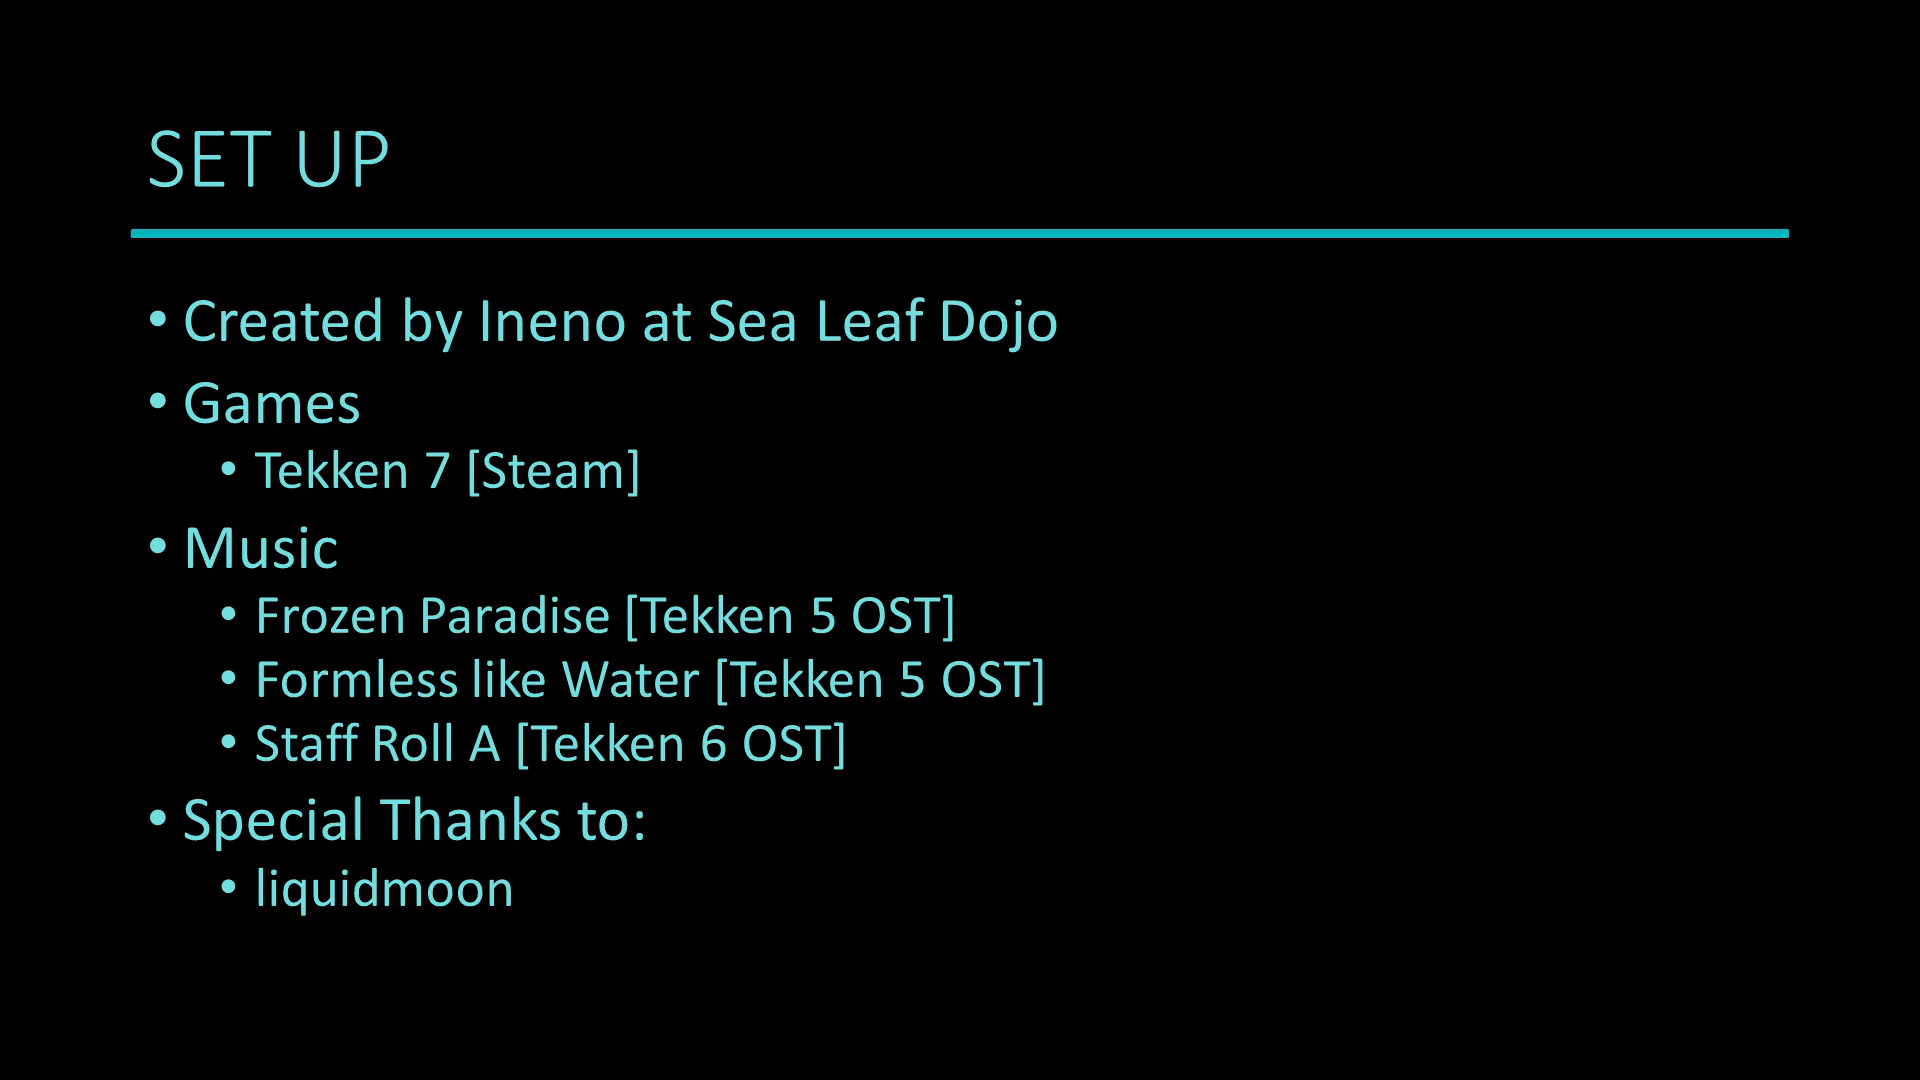 SET UP
• Created by Ineno at Sea Leaf Dojo
• Games
• Tekken 7 [Steam]
• Music
• Frozen Paradise [Tekken 5 OST]
• Formless like Water [Tekken 5 OST]
• Staff Roll A [Tekken 6 OST]
• Special Thanks to:
• liquidmoon